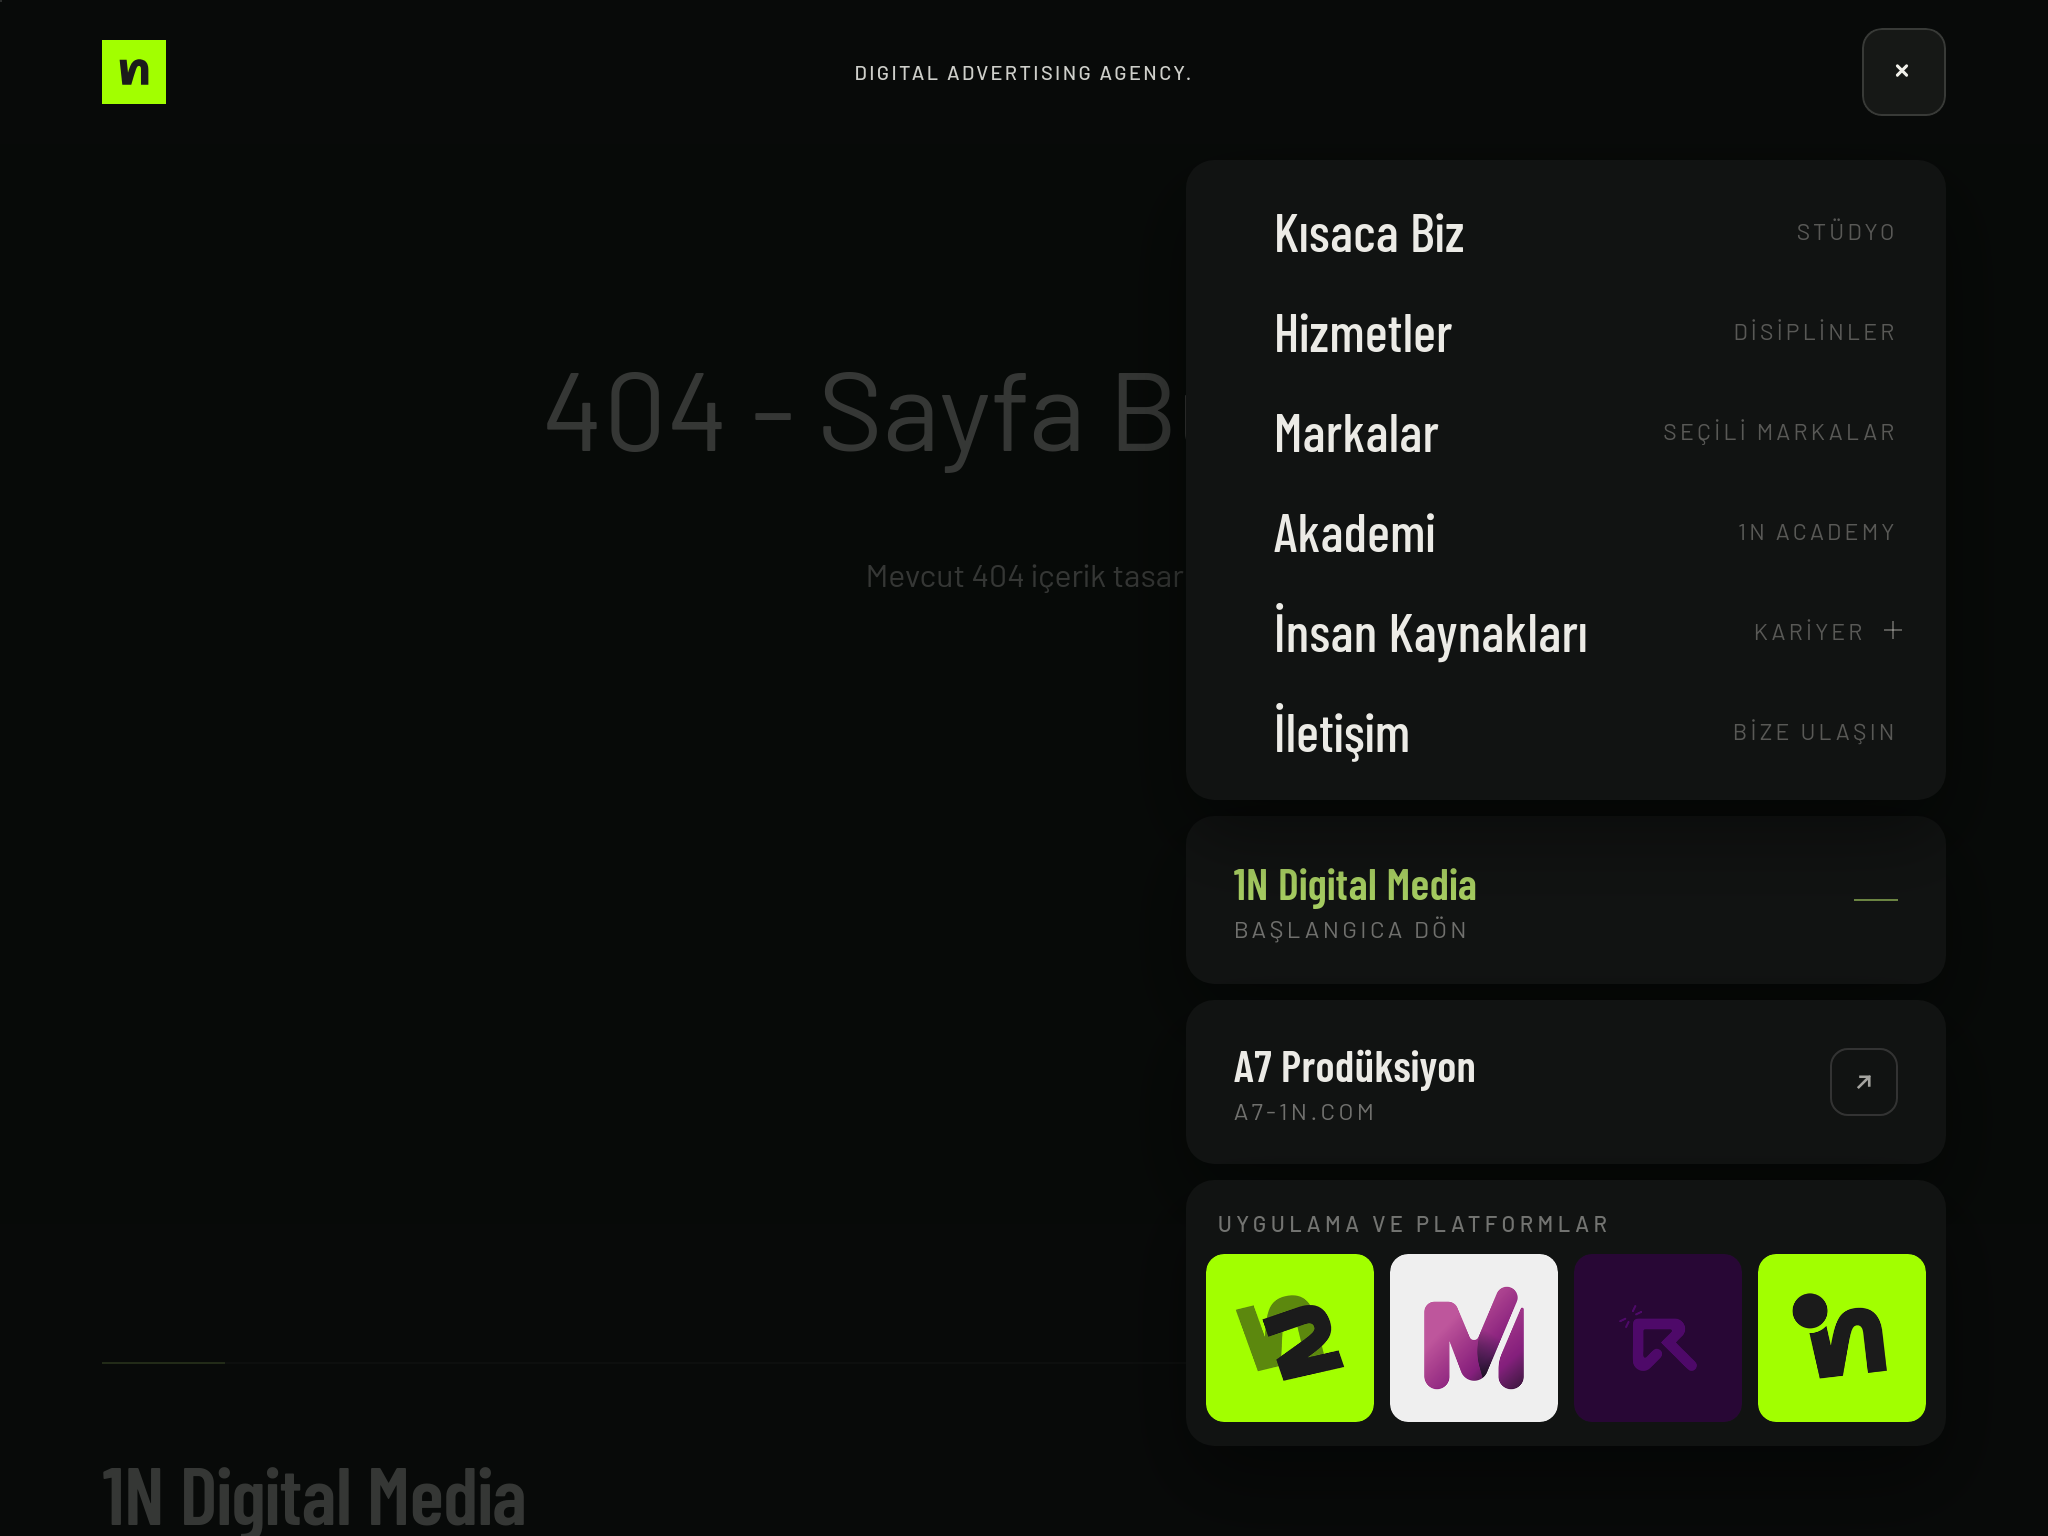 n
DIGITAL ADVERTISING AGENCY.
404 - Sayfa
Mevcut 404 içerik
Kısaca Biz STÜDYO
Hizmetler DİSİPLİNLER
Markalar SEÇİLİ MARKALAR
Akademi 1N ACADEMY
İnsan Kaynakları KARİYER +
İletişim BİZE ULAŞIN
1N Digital Media
BAŞLANGICA DÖN
A7 Prodüksiyon
A7-1N.COM
UYGULAMA VE PLATFORMLAR
1N Digital Media